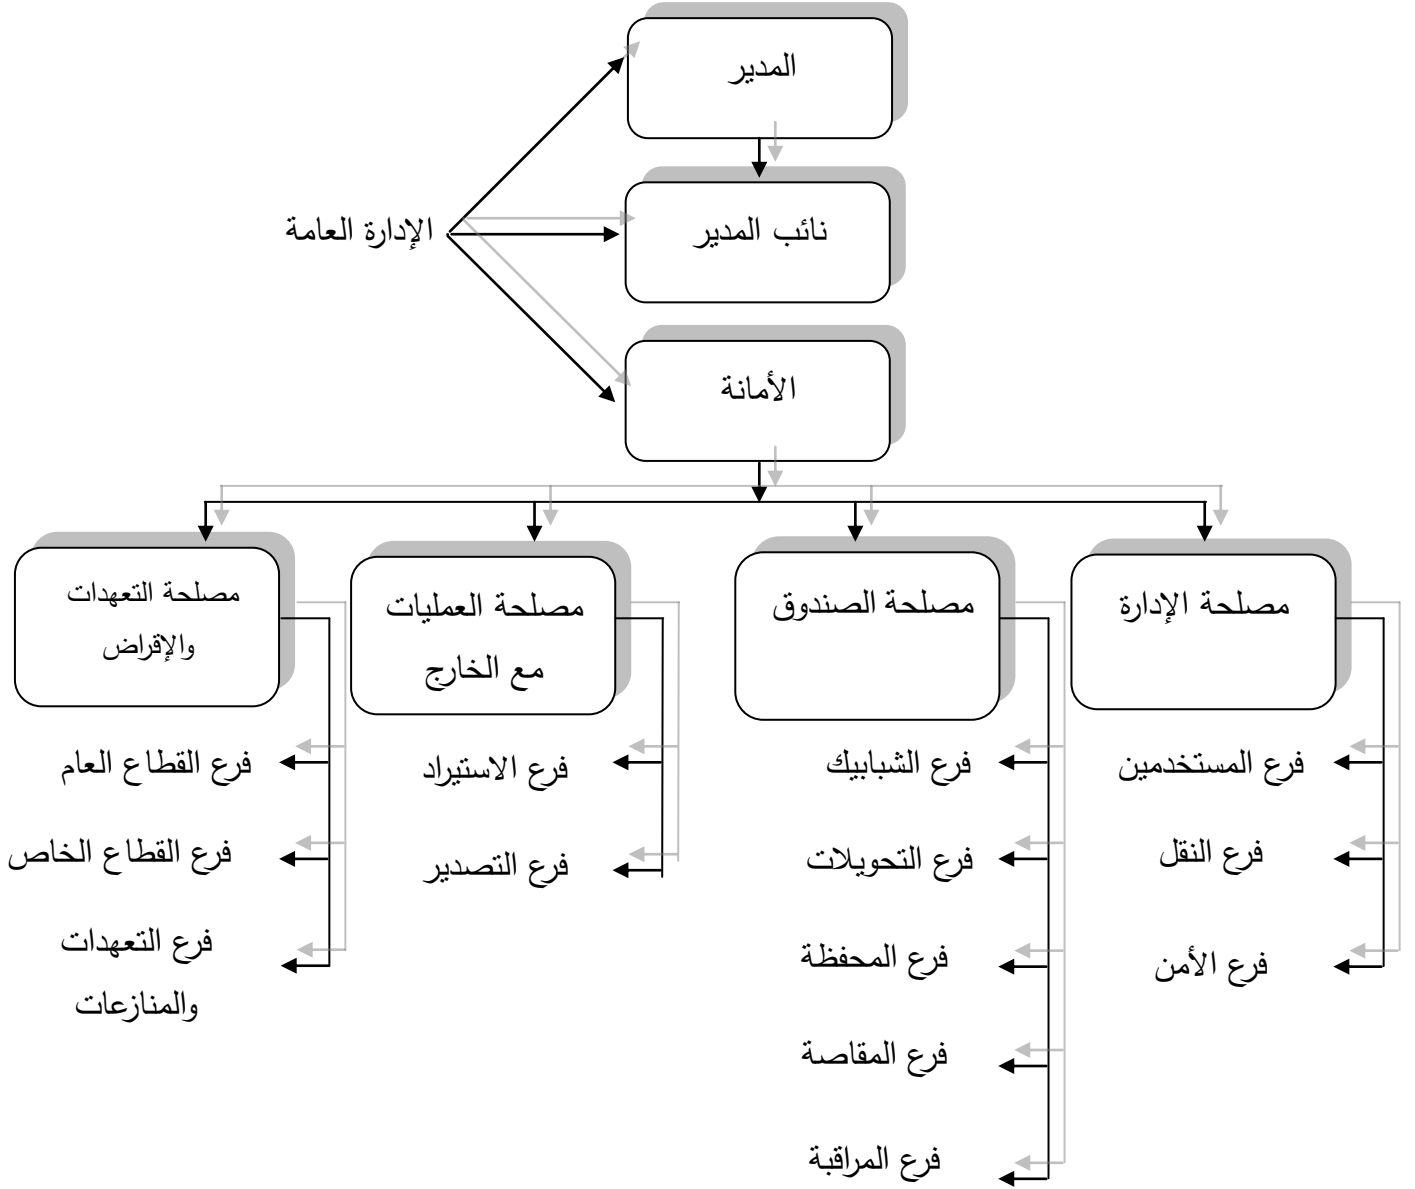 المدير
الإدارة العامة
نائب المدير
الأمانة
مصلحة الإدارة
فرع المستخدمين
فرع النقل
فرع الأمن
مصلحة الصندوق
فرع الشبابيك
فرع التحويلات
فرع المحفظة
فرع المقاصة
فرع المراقبة
مصلحة العمليات
مع الخارج
فرع الاستيراد
فرع التصدير
مصلحة التعهدات
والإقراض
فرع القطاع العام
فرع القطاع الخاص
فرع التعهدات
والمنازعات